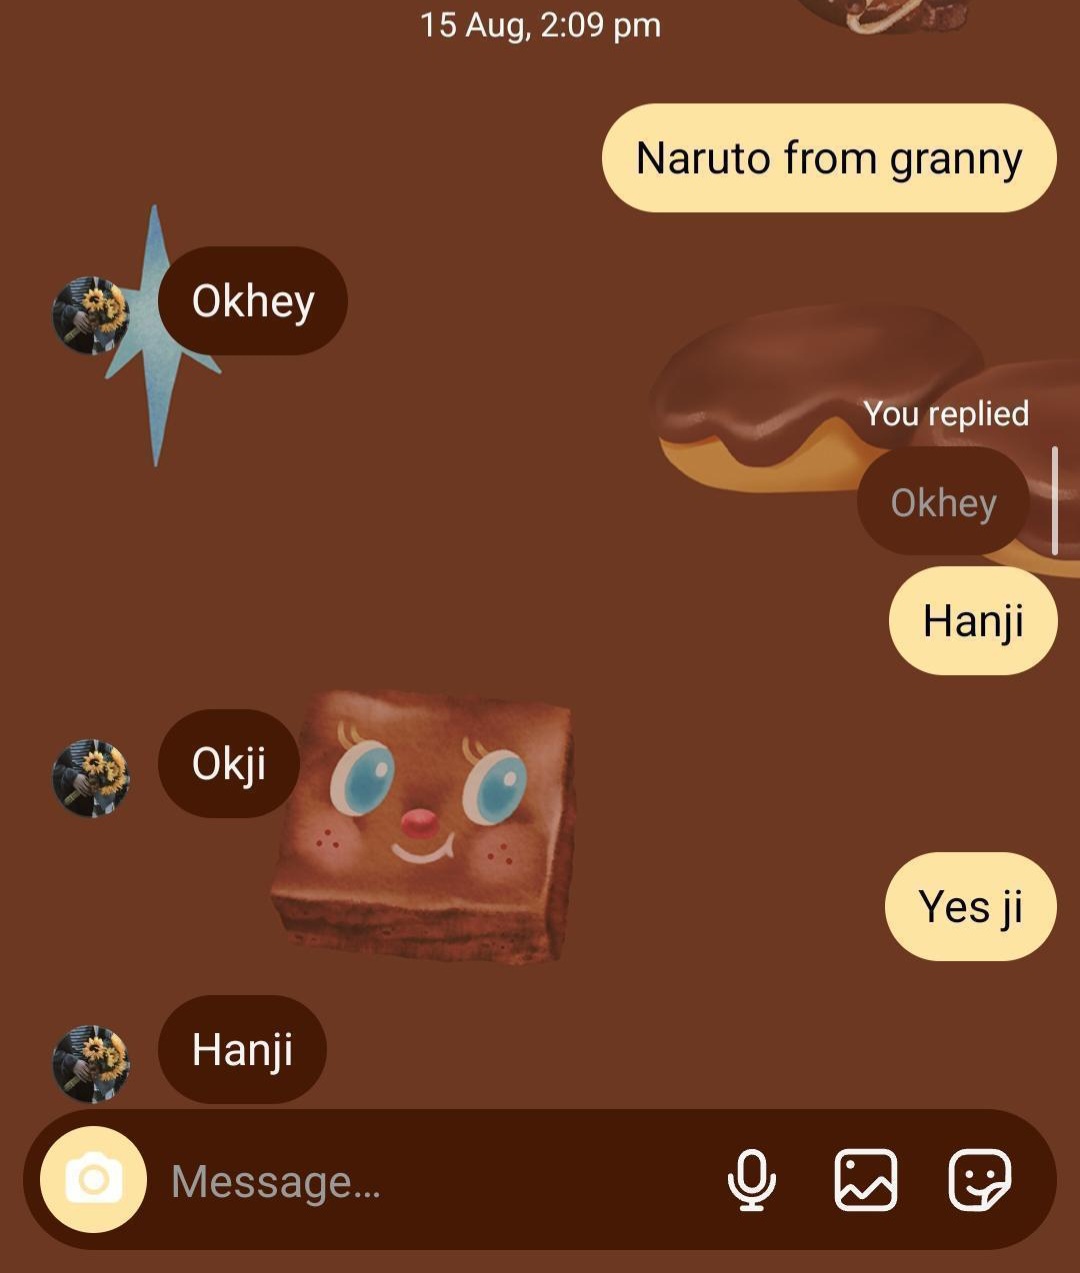 15 Aug, 2:09 pm
Naruto from granny
Okhey
You replied
Okhey
Hanji
Okji
Yes ji
Hanji
Message...